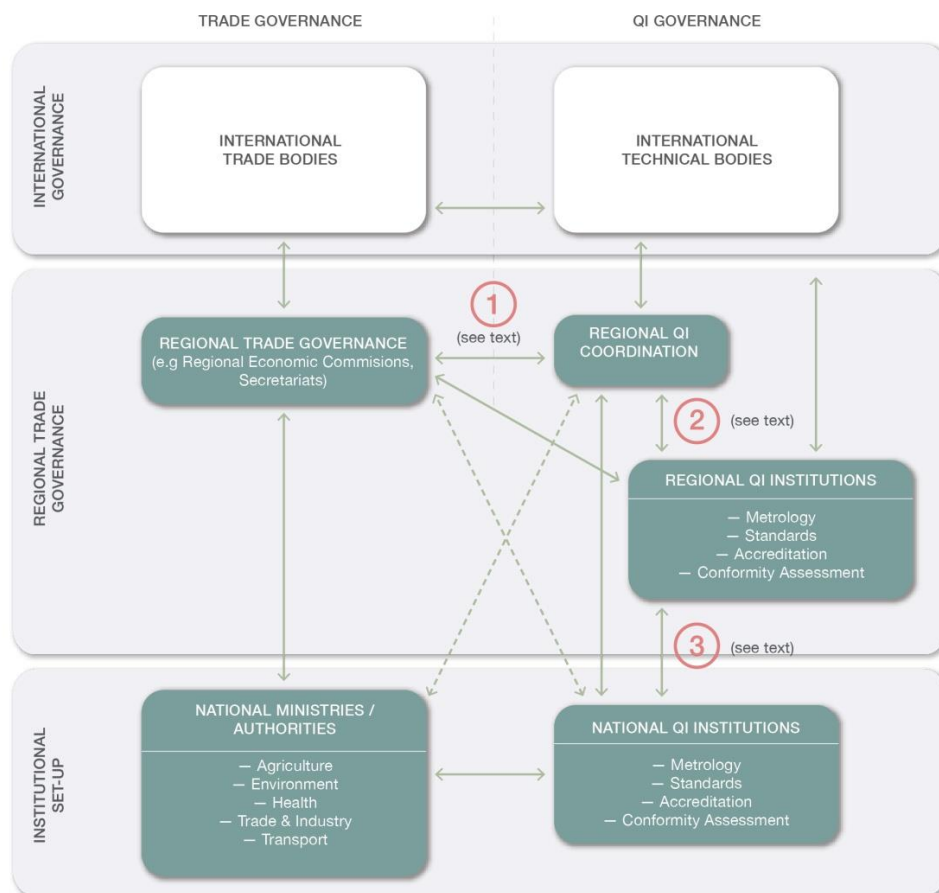 TRADE GOVERNANCE
QI GOVERNANCE
INTERNATIONAL
GOVERNANCE
INTERNATIONAL
TRADE BODIES
INTERNATIONAL
TECHNICAL BODIES
REGIONAL TRADE
GOVERNANCE
1
(see text)
REGIONAL TRADE GOVERNANCE
(e.g Regional Economic Commisions,
Secretariats)
REGIONAL QI
COORDINATION
2
(see text)
REGIONAL QI INSTITUTIONS
— Metrology
— Standards
— Accreditation
— Conformity Assessment
3
(see text)
INSTITUTIONAL
SET-UP
NATIONAL MINISTRIES /
AUTHORITIES
— Agriculture
— Environment
— Health
— Trade & Industry
— Transport
NATIONAL QI INSTITUTIONS
— Metrology
— Standards
— Accreditation
— Conformity Assessment